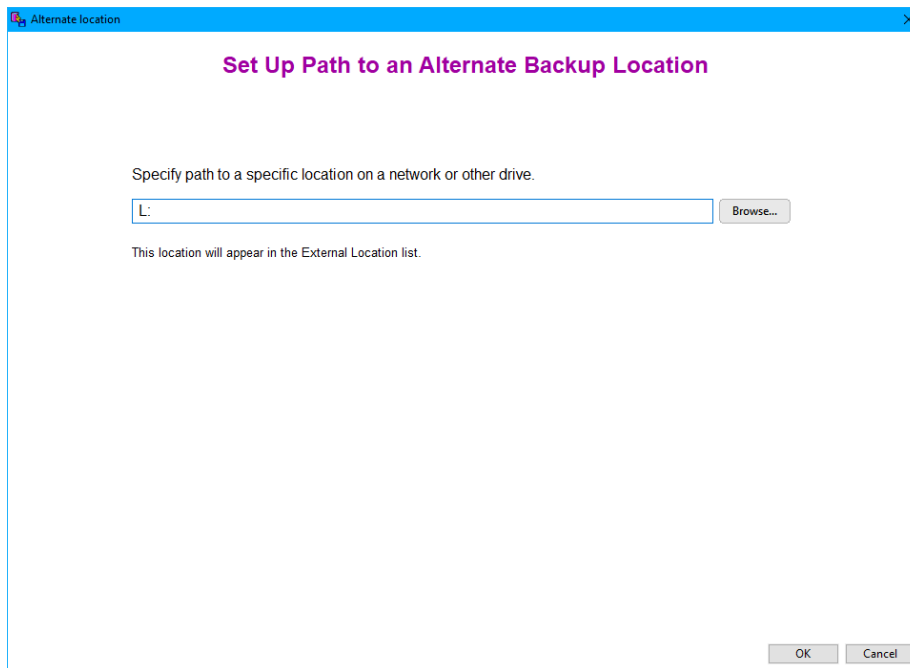 Alternate location
Set Up Path to an Alternate Backup Location
Specify path to a specific location on a network or other drive.
L:
Browse...
This location will appear in the External Location list.
OK
Cancel